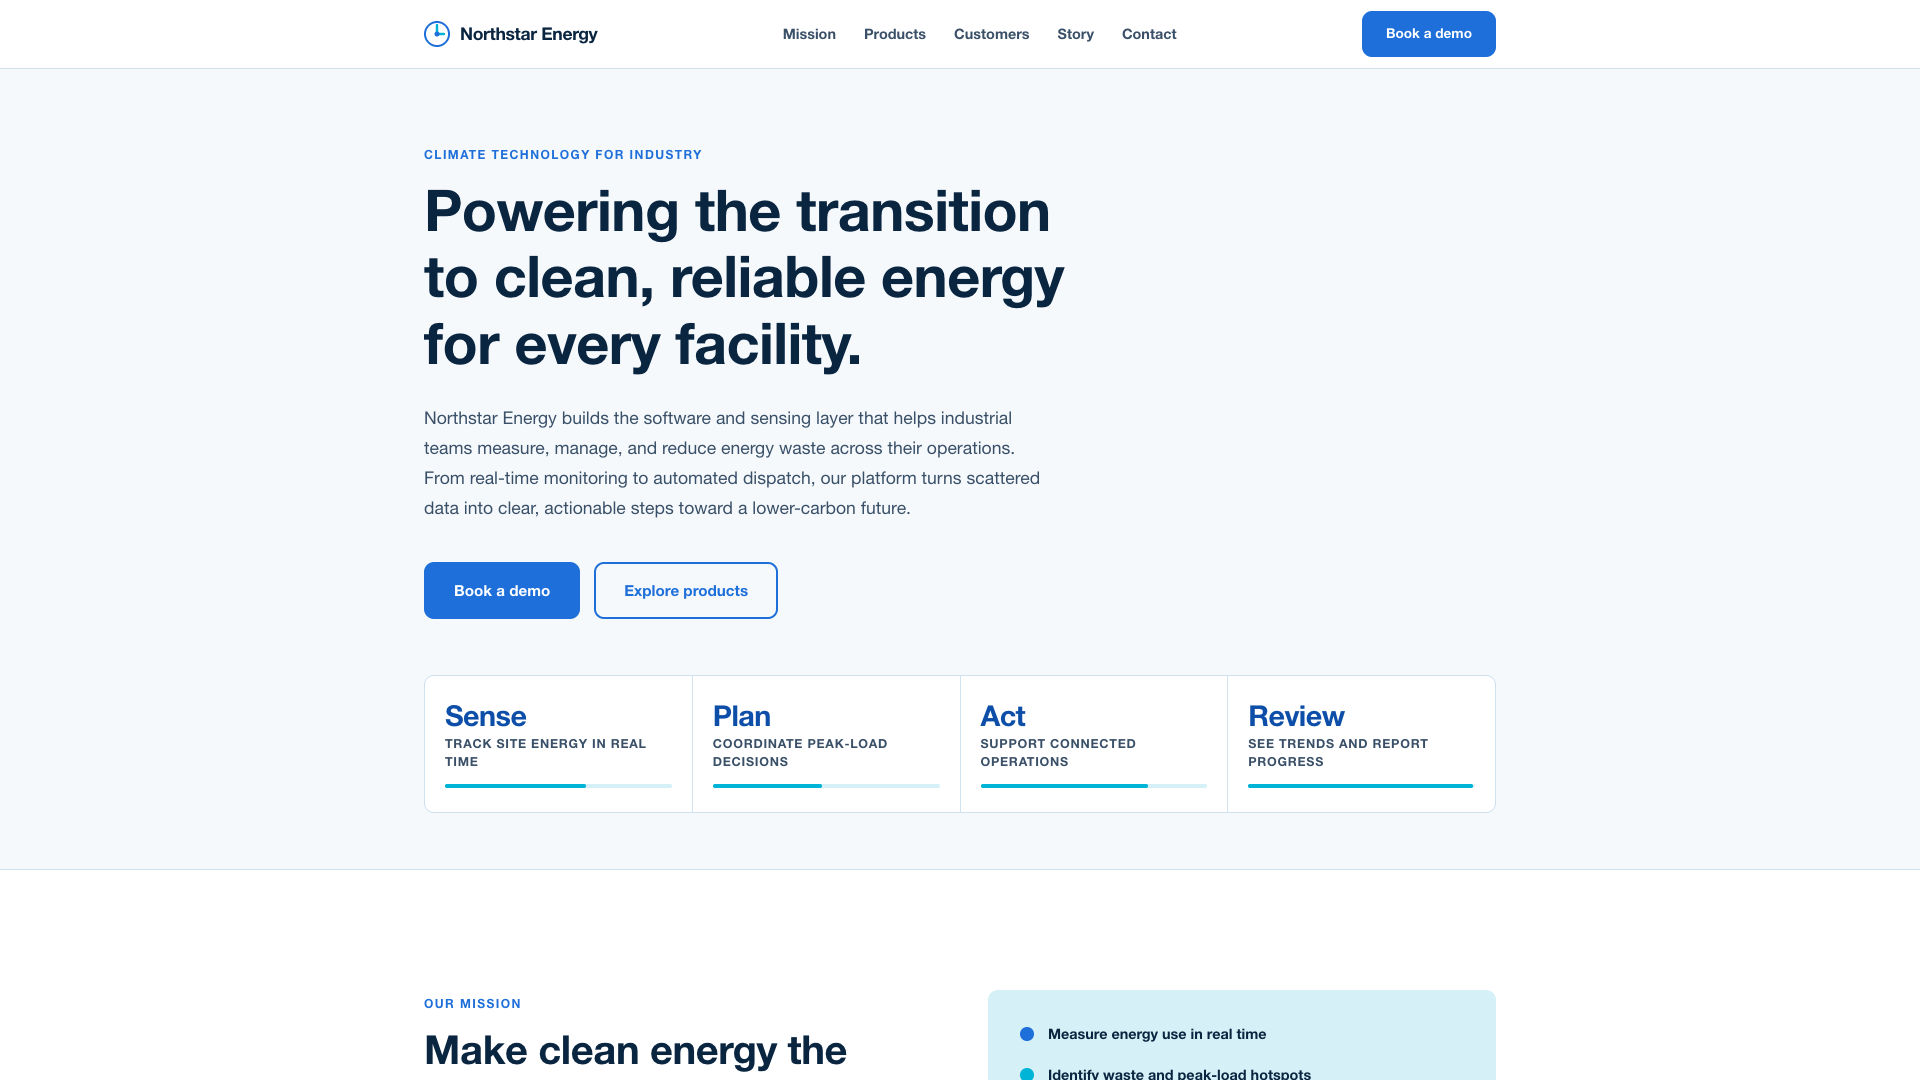 Northstar Energy
Mission
Products
Customers
Story
Contact
Book a demo
CLIMATE TECHNOLOGY FOR INDUSTRY
Powering the transition
to clean, reliable energy
for every facility.
Northstar Energy builds the software and sensing layer that helps industrial
teams measure, manage, and reduce energy waste across their operations.
From real-time monitoring to automated dispatch, our platform turns scattered
data into clear, actionable steps toward a lower-carbon future.
Book a demo
Explore products
Sense
TRACK SITE ENERGY IN REAL
TIME
Plan
COORDINATE PEAK-LOAD
DECISIONS
Act
SUPPORT CONNECTED
OPERATIONS
Review
SEE TRENDS AND REPORT
PROGRESS
OUR MISSION
Make clean energy the
Measure energy use in real time
Identify waste and peak-load hotspots